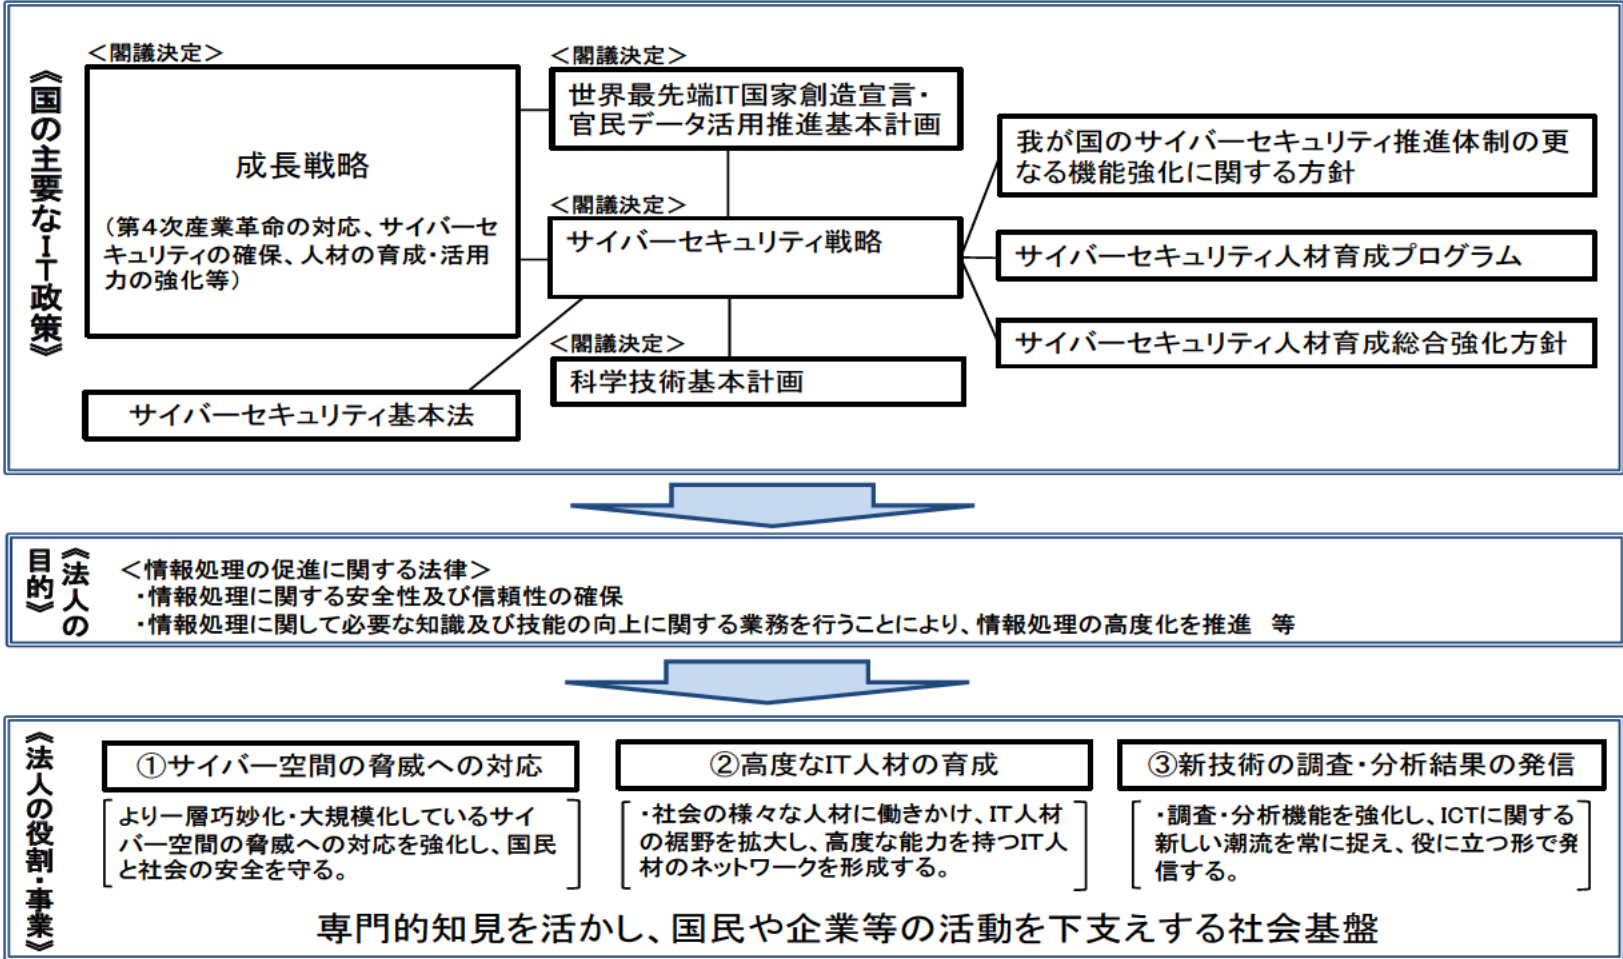 《国の主要なIT政策》
<閣議決定>
成長戦略
(第4次産業革命の対応、サイバーセ
キュリティの確保、人材の育成・活用
力の強化等)
サイバーセキュリティ基本法
<閣議決定>
世界最先端IT国家創造宣言・
官民データ活用推進基本計画
<閣議決定>
サイバーセキュリティ戦略
<閣議決定>
科学技術基本計画
我が国のサイバーセキュリティ推進体制の更
なる機能強化に関する方針
サイバーセキュリティ人材育成プログラム
サイバーセキュリティ人材育成総合強化方針
《法人の
目的》
<情報処理の促進に関する法律>
・情報処理に関する安全性及び信頼性の確保
・情報処理に関して必要な知識及び技能の向上に関する業務を行うことにより、情報処理の高度化を推進 等
《法人の役割・事業》
①サイバー空間の脅威への対応
より一層巧妙化・大規模化しているサイ
バー空間の脅威への対応を強化し、国民
と社会の安全を守る。
②高度なIT人材の育成
・社会の様々な人材に働きかけ、IT人材
の裾野を拡大し、高度な能力を持つIT人
材のネットワークを形成する。
③新技術の調査・分析結果の発信
・調査・分析機能を強化し、ICTに関する
新しい潮流を常に捉え、役に立つ形で発
信する。
専門的知見を活かし、国民や企業等の活動を下支えする社会基盤